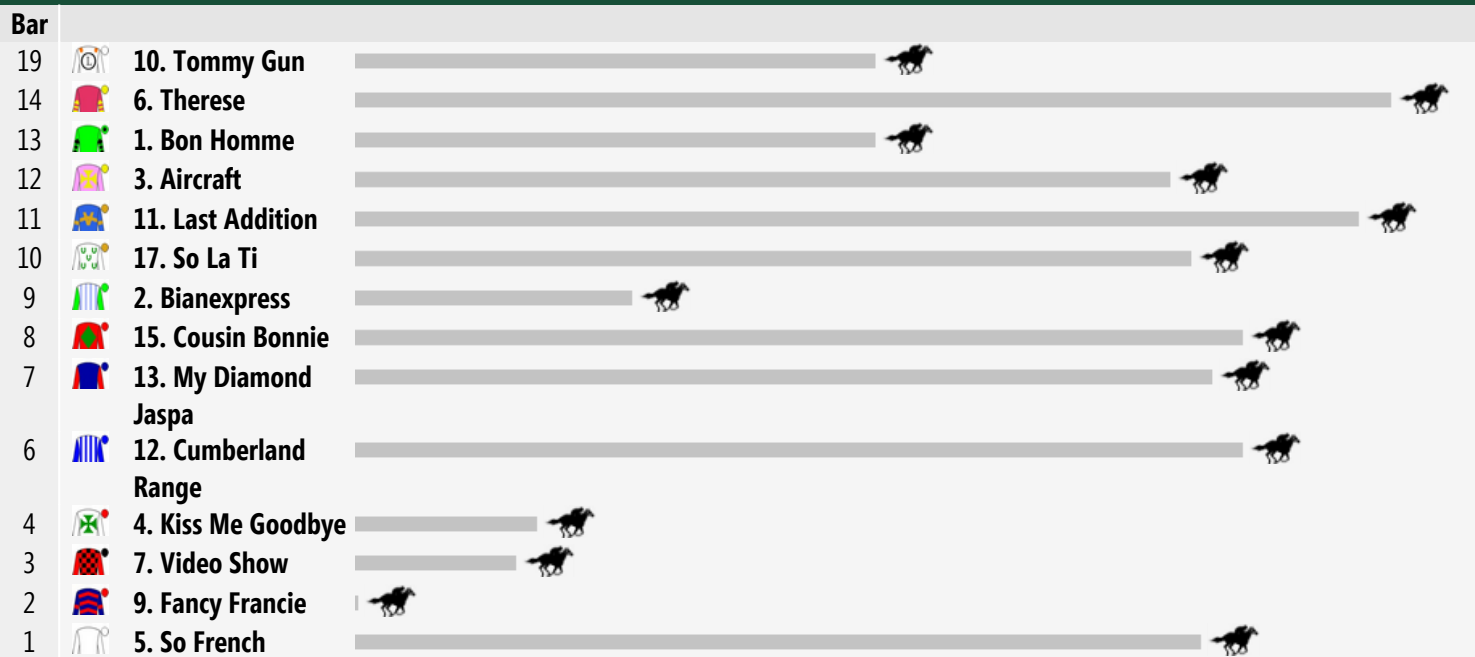 Bar
19 10. Tommy Gun
14 6. Therese
13 1. Bon Homme
12 3. Aircraft
11 11. Last Addition
10 17. So La Ti
9 2. Bianexpress
8 15. Cousin Bonnie
7 13. My Diamond
Jaspa
6 12. Cumberland
Range
4 4. Kiss Me Goodbye
3 7. Video Show
2 9. Fancy Francie
1 5. So French